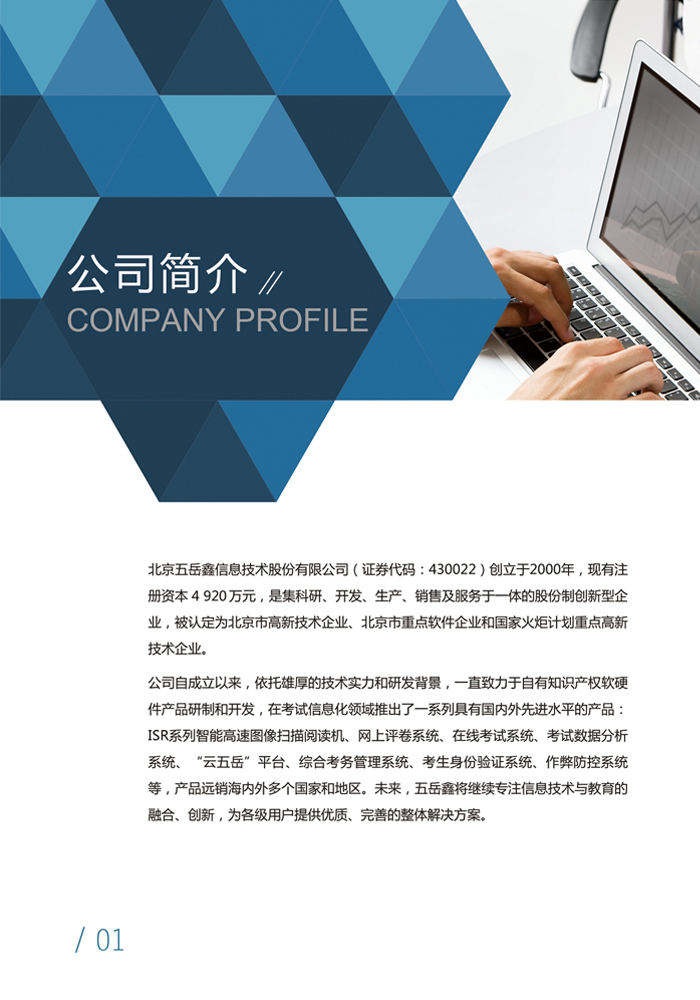 公司简介 //
COMPANY PROFILE
北京五岳鑫信息技术股份有限公司（证券代码：430022）创立于2000年，现有注
册资本 4 920 万元，是集科研、开发、生产、销售及服务于一体的股份制创新型企
业，被认定为北京市高新技术企业、北京市重点软件企业和国家火炬计划重点高新
技术企业。
公司自成立以来，依托雄厚的技术实力和研发背景，一直致力于自有知识产权软硬
件产品研制和开发，在考试信息化领域推出了一系列具有国内外先进水平的产品：
ISR系列智能高速图像扫描阅读机、网上评卷系统、在线考试系统、考试数据分析
系统、“云五岳”平台、综合考务管理系统、考生身份验证系统、作弊防控系统
等，产品远销海内外多个国家和地区。未来，五岳鑫将继续专注信息技术与教育的
融合、创新，为各级用户提供优质、完善的整体解决方案。
/ 01